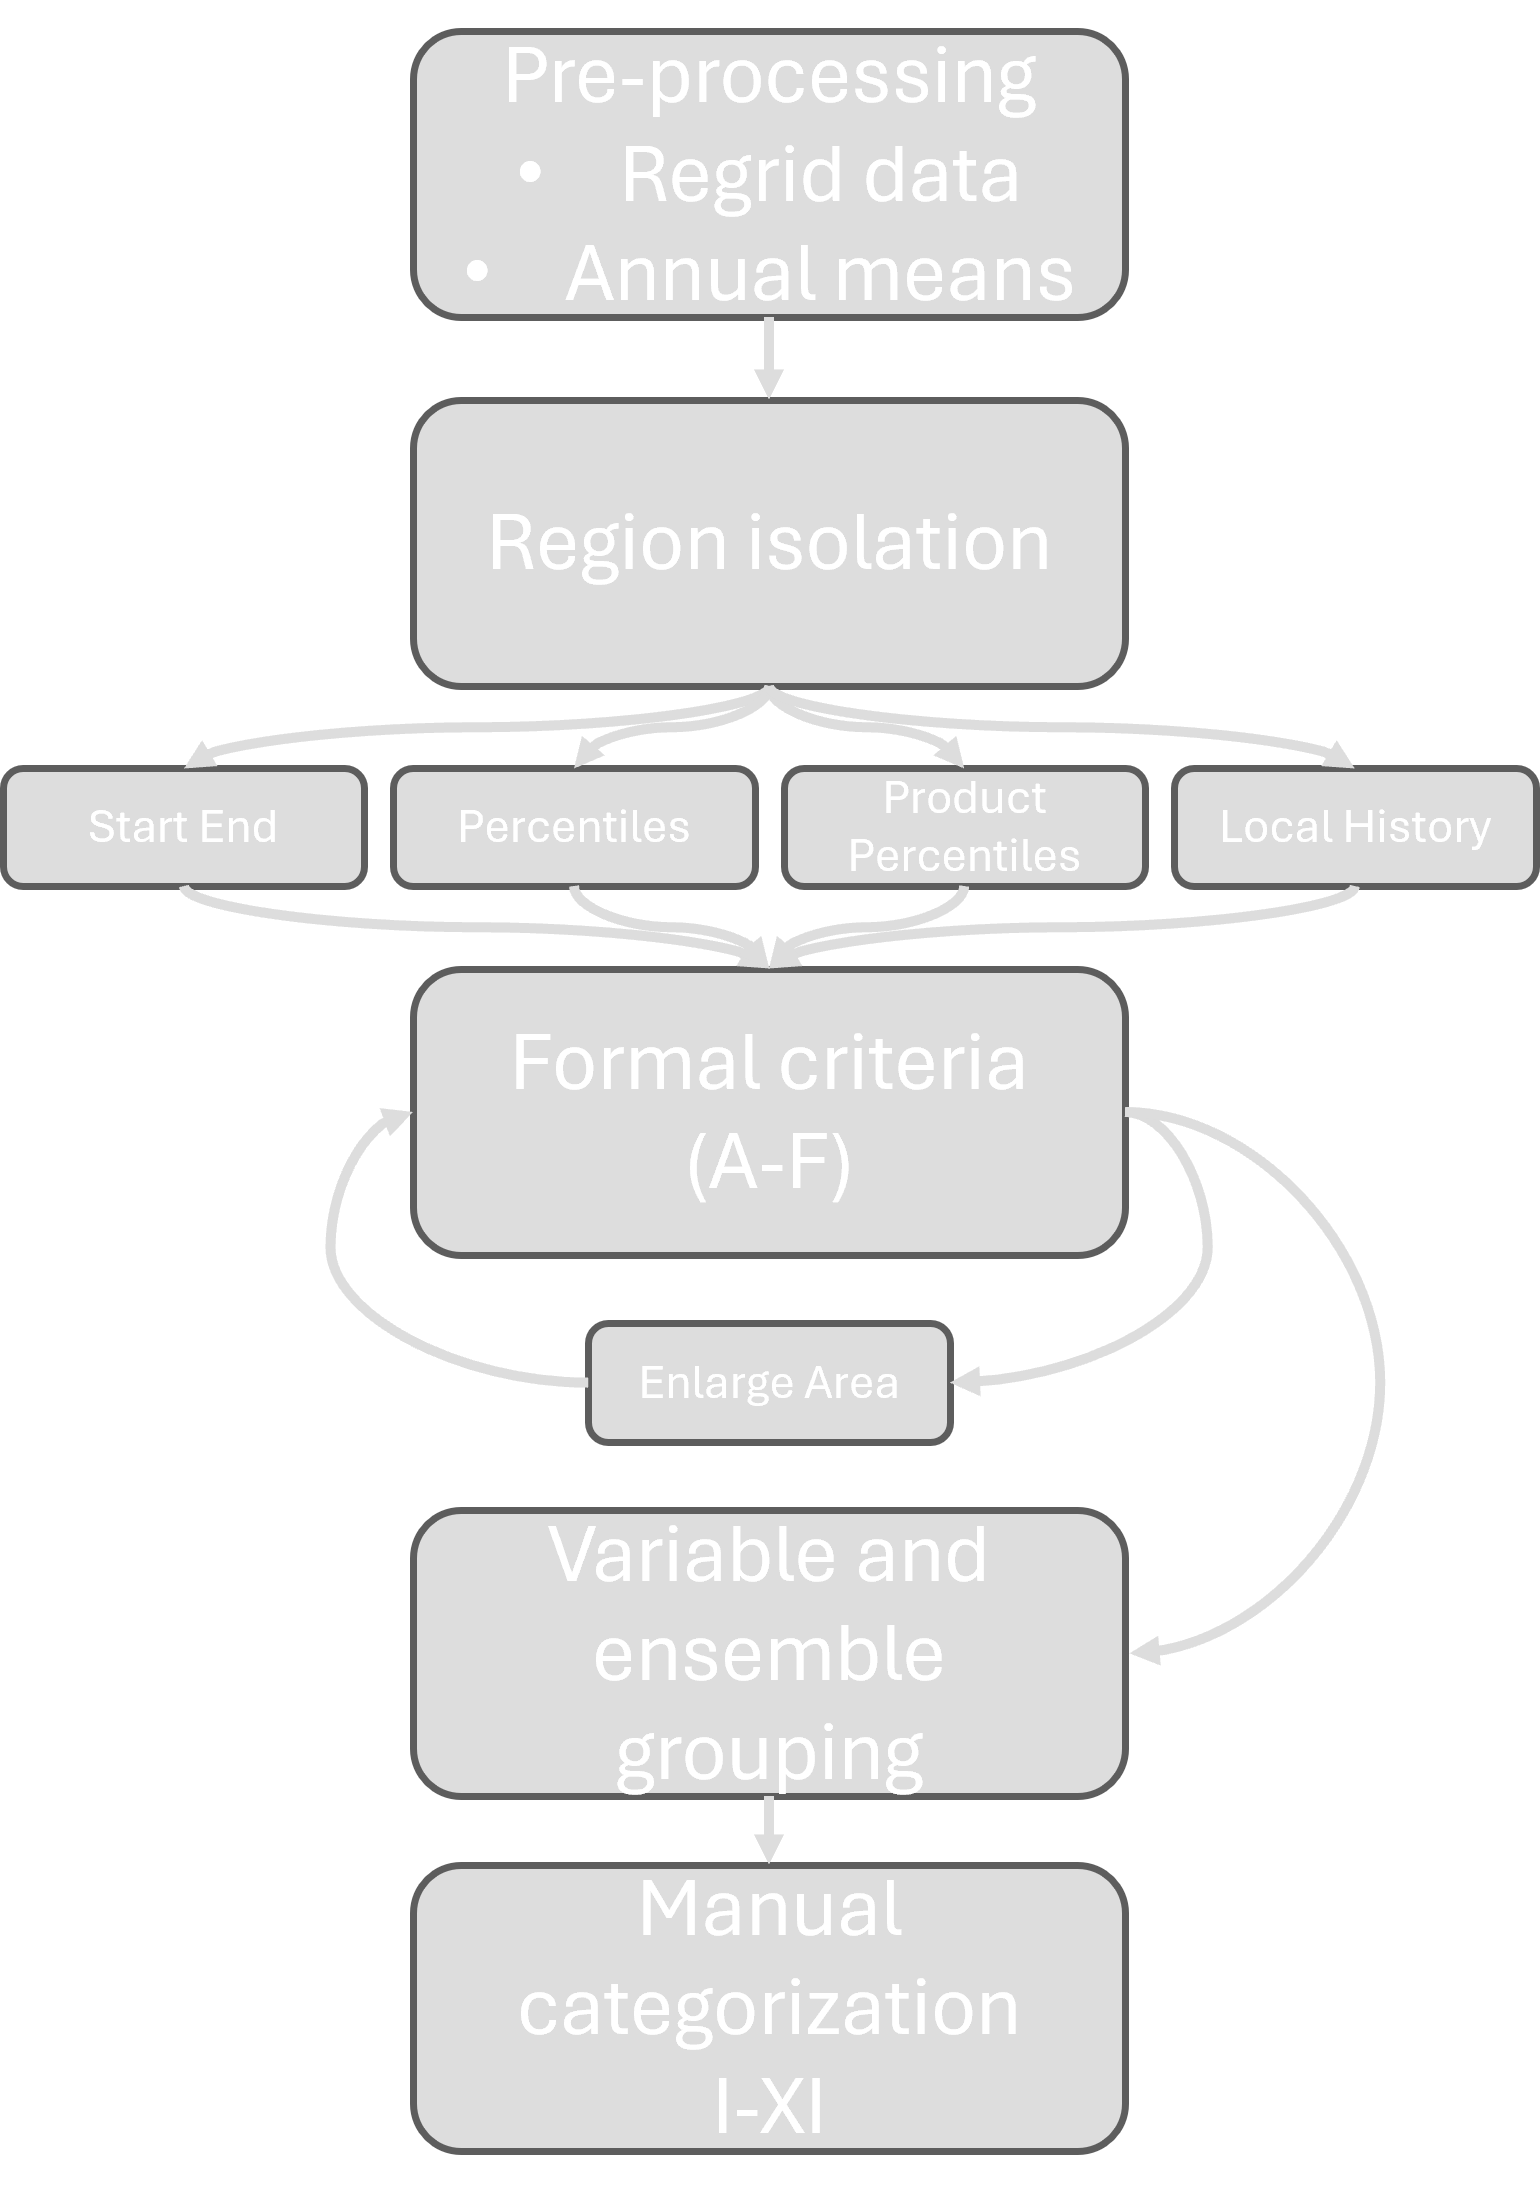 Pre-processing
• Regrid data
• Annual means
Region isolation
Start End
Percentiles
Product
Percentiles
Local History
Formal criteria
(A-F)
Enlarge Area
Variable and
ensemble
grouping
Manual
categorization
I-XI